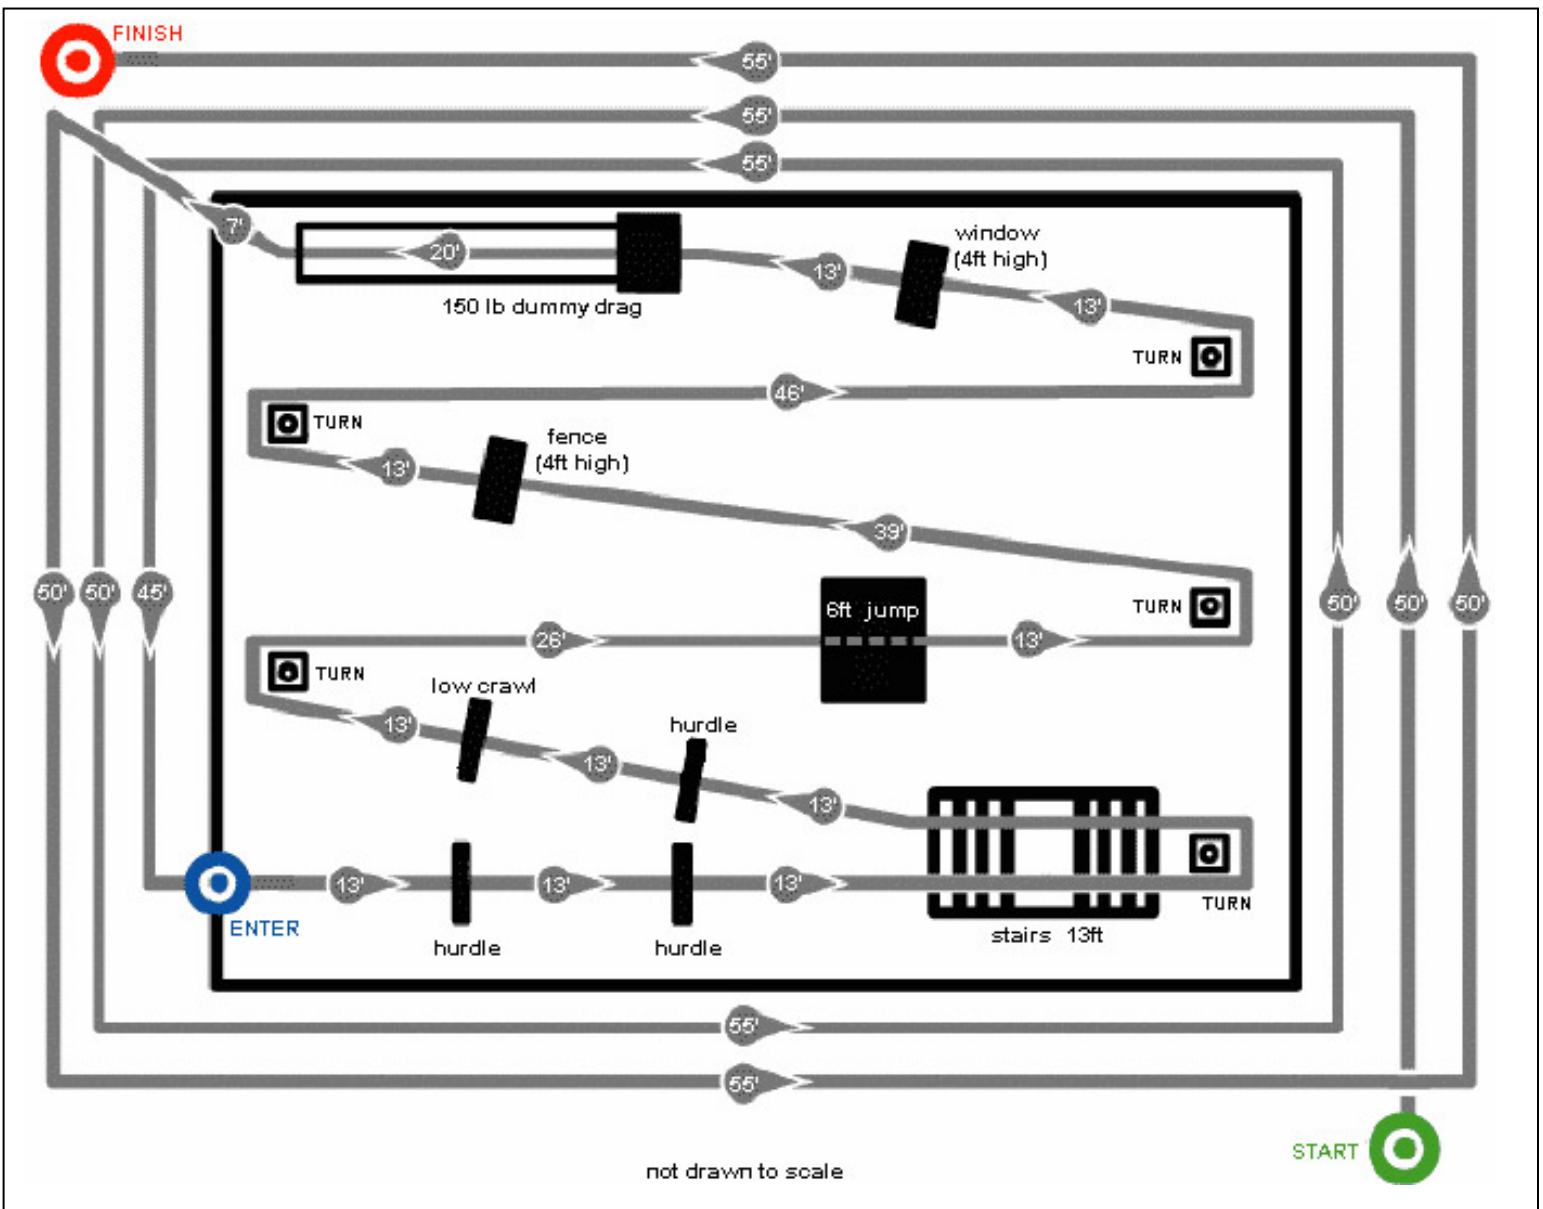 FINISH
55'
55'
55'
7'
20'
13'
window
(4ft high)
13'
150 lb dummy drag
TURN
46'
TURN
fence
(4ft high)
13'
39'
50'
50'
45'
6ft jump
TURN
50'
50'
50'
26'
13'
TURN
low crawl
13'
hurdle
13'
13'
13'
13'
13'
TURN
ENTER
hurdle
hurdle
stairs 13ft
55'
55'
START
not drawn to scale